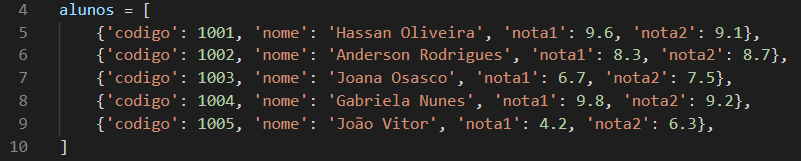 4 alunos = [
5 {'codigo': 1001, 'nome': 'Hassan Oliveira', 'nota1': 9.6, 'nota2': 9.1},
6 {'codigo': 1002, 'nome': 'Anderson Rodrigues', 'nota1': 8.3, 'nota2': 8.7},
7 {'codigo': 1003, 'nome': 'Joana Osasco', 'nota1': 6.7, 'nota2': 7.5},
8 {'codigo': 1004, 'nome': 'Gabriela Nunes', 'nota1': 9.8, 'nota2': 9.2},
9 {'codigo': 1005, 'nome': 'João Vitor', 'nota1': 4.2, 'nota2': 6.3},
10 ]